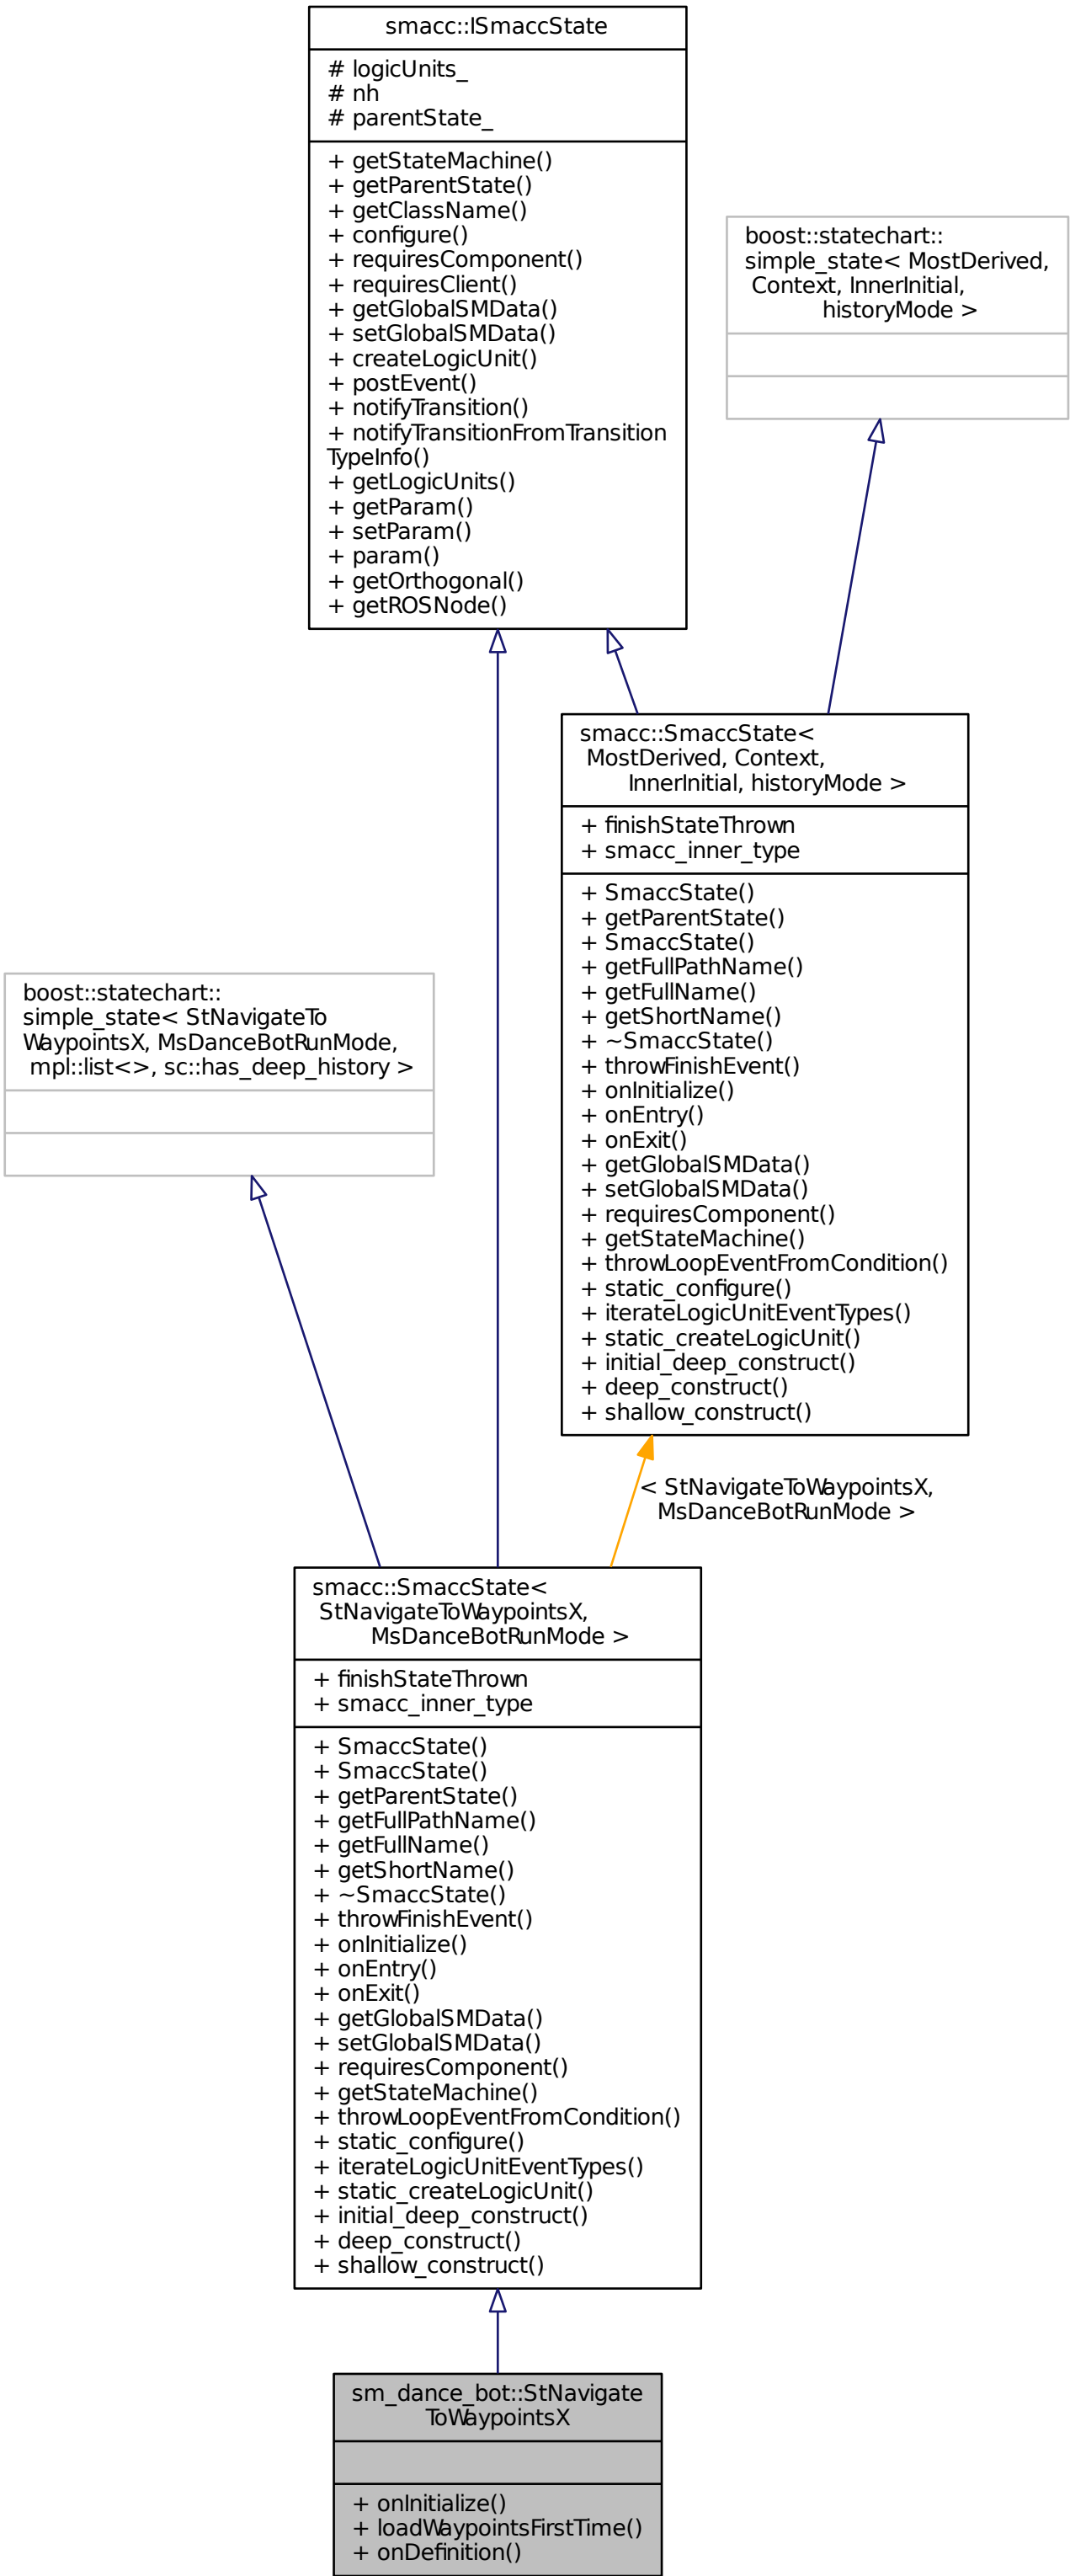 smacc::ISmaccState
# logicUnits_
# nh
# parentState_
+ getStateMachine()
+ getParentState()
+ getClassName()
+ configure()
+ requiresComponent()
+ requiresClient()
+ getGlobalSMData()
+ setGlobalSMData()
+ createLogicUnit()
+ postEvent()
+ notifyTransition()
+ notifyTransitionFromTransition
TypeInfo()
+ getLogicUnits()
+ getParam()
+ setParam()
+ param()
+ getOrthogonal()
+ getROSNode()
boost::statechart::
simple_state< MostDerived,
Context, InnerInitial,
historyMode >
smacc::SmaccState<
MostDerived, Context,
InnerInitial, historyMode >
+ finishStateThrown
+ smacc_inner_type
+ SmaccState()
+ getParentState()
+ SmaccState()
+ getFullPathName()
+ getFullName()
+ getShortName()
+ ~SmaccState()
+ throwFinishEvent()
+ onInitialize()
+ onEntry()
+ onExit()
+ getGlobalSMData()
+ setGlobalSMData()
+ requiresComponent()
+ getStateMachine()
+ throwLoopEventFromCondition()
+ static_configure()
+ iterateLogicUnitEventTypes()
+ static_createLogicUnit()
+ initial_deep_construct()
+ deep_construct()
+ shallow_construct()
boost::statechart::
simple_state< StNavigateTo
WaypointsX, MsDanceBotRunMode,
mpl::list<>, sc::has_deep_history >
< StNavigateToWaypointsX,
MsDanceBotRunMode >
smacc::SmaccState<
StNavigateToWaypointsX,
MsDanceBotRunMode >
+ finishStateThrown
+ smacc_inner_type
+ SmaccState()
+ SmaccState()
+ getParentState()
+ getFullPathName()
+ getFullName()
+ getShortName()
+ ~SmaccState()
+ throwFinishEvent()
+ onInitialize()
+ onEntry()
+ onExit()
+ getGlobalSMData()
+ setGlobalSMData()
+ requiresComponent()
+ getStateMachine()
+ throwLoopEventFromCondition()
+ static_configure()
+ iterateLogicUnitEventTypes()
+ static_createLogicUnit()
+ initial_deep_construct()
+ deep_construct()
+ shallow_construct()
sm_dance_bot::StNavigate
ToWaypointsX
+ onInitialize()
+ loadWaypointsFirstTime()
+ onDefinition()